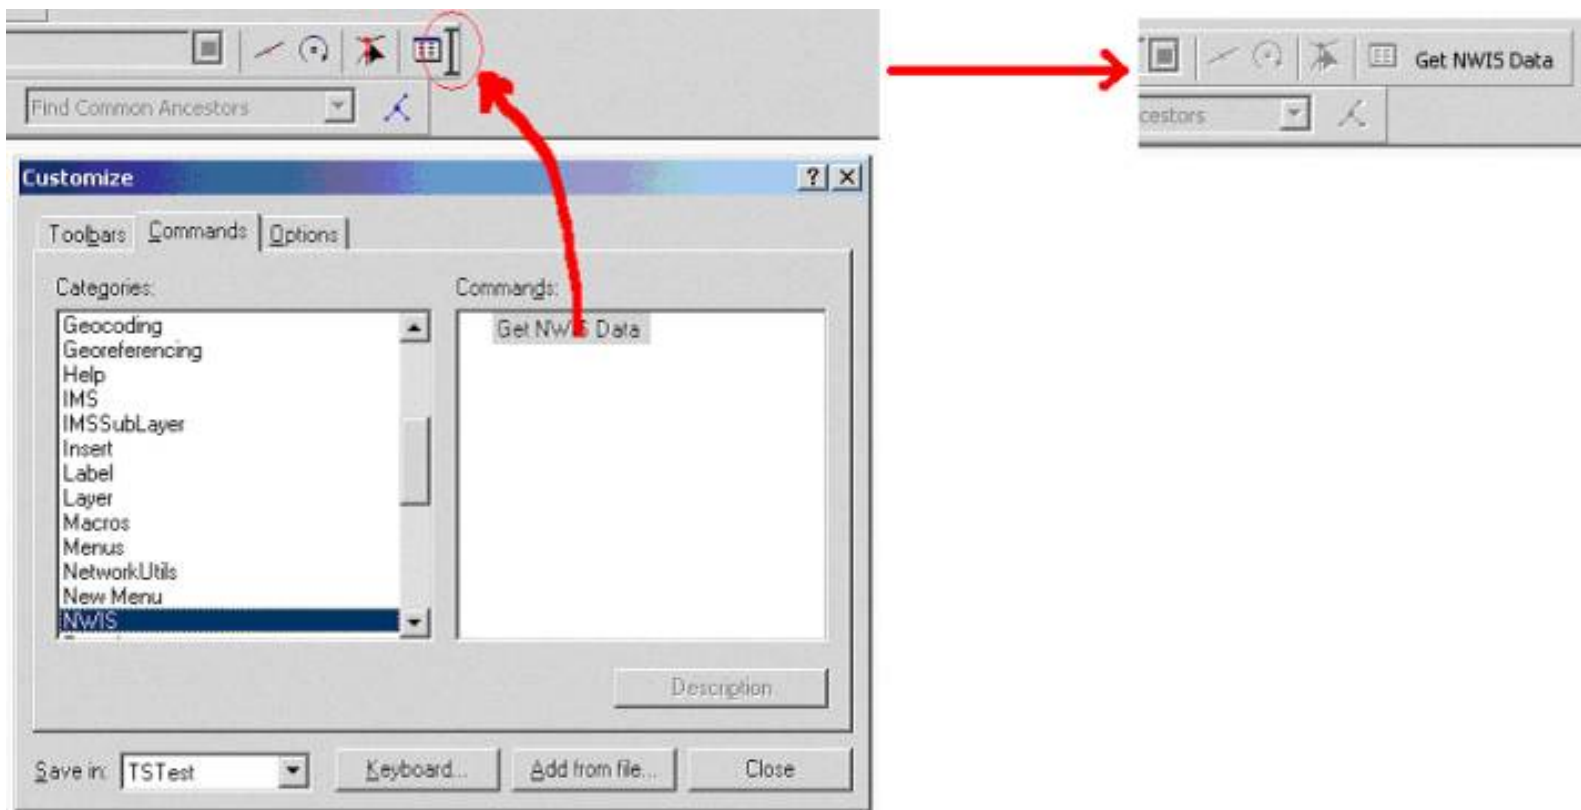 Find Common Ancestors
Get NWIS Data
cestors
Customize
? X
Toolbars Commands Options
Categories:
Commands:
Geocoding
Georeferencing
Help
IMS
IMSSubLayer
Insert
Label
Layer
Macros
Menus
NetworkUtils
New Menu
NWIS
Get NWIS Data
Description
Save in: TSTest
Keyboard...
Add from file...
Close